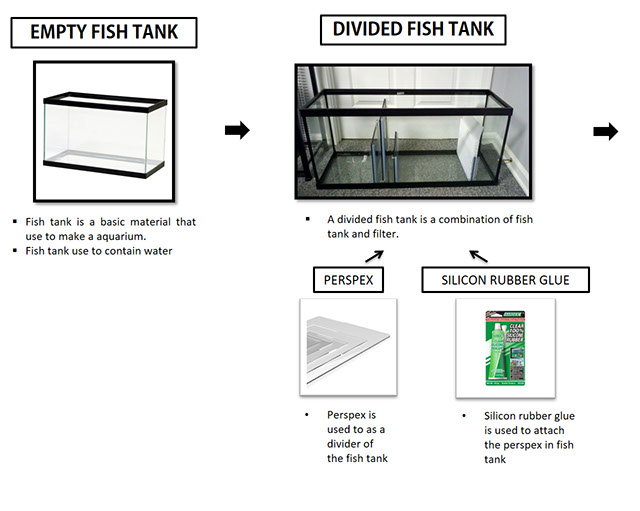 EMPTY FISH TANK
DIVIDED FISH TANK
▪ Fish tank is a basic material that
use to make a aquarium.
▪ Fish tank use to contain water
▪ A divided fish tank is a combination of fish
tank and filter.
PERSPEX
SILICON RUBBER GLUE
CLEAR
100%
SILICONE
RUBBER
• Perspex is
used to as a
divider of
the fish tank
• Silicon rubber glue
is used to attach
the perspex in fish
tank